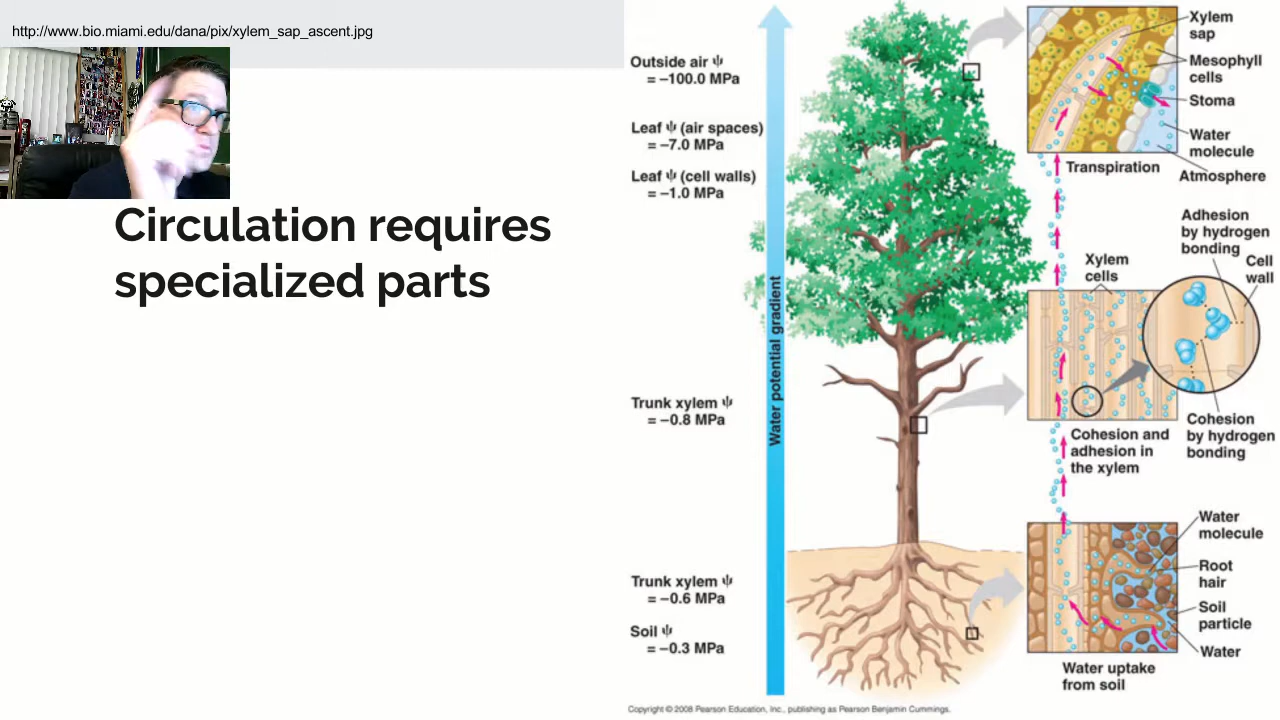 http://www.bio.miami.edu/dana/pix/xylem_sap_ascent.jpg
Circulation requires
specialized parts
Outside air ψ
= –100.0 MPa
Leaf ψ (air spaces)
= –7.0 MPa
Leaf ψ (cell walls)
= –1.0 MPa
Trunk xylem ψ
= –0.8 MPa
Trunk xylem ψ
= –0.6 MPa
Soil ψ
= –0.3 MPa
Water potential gradient
Xylem
sap
Mesophyll
cells
Stoma
Water
molecule
Atmosphere
Transpiration
Adhesion
by hydrogen
bonding
Cell
wall
Xylem
cells
Cohesion
by hydrogen
bonding
Cohesion and
adhesion in
the xylem
Water
molecule
Root
hair
Soil
particle
Water
Water uptake
from soil
Copyright © 2008 Pearson Education, Inc., publishing as Pearson Benjamin Cummings.